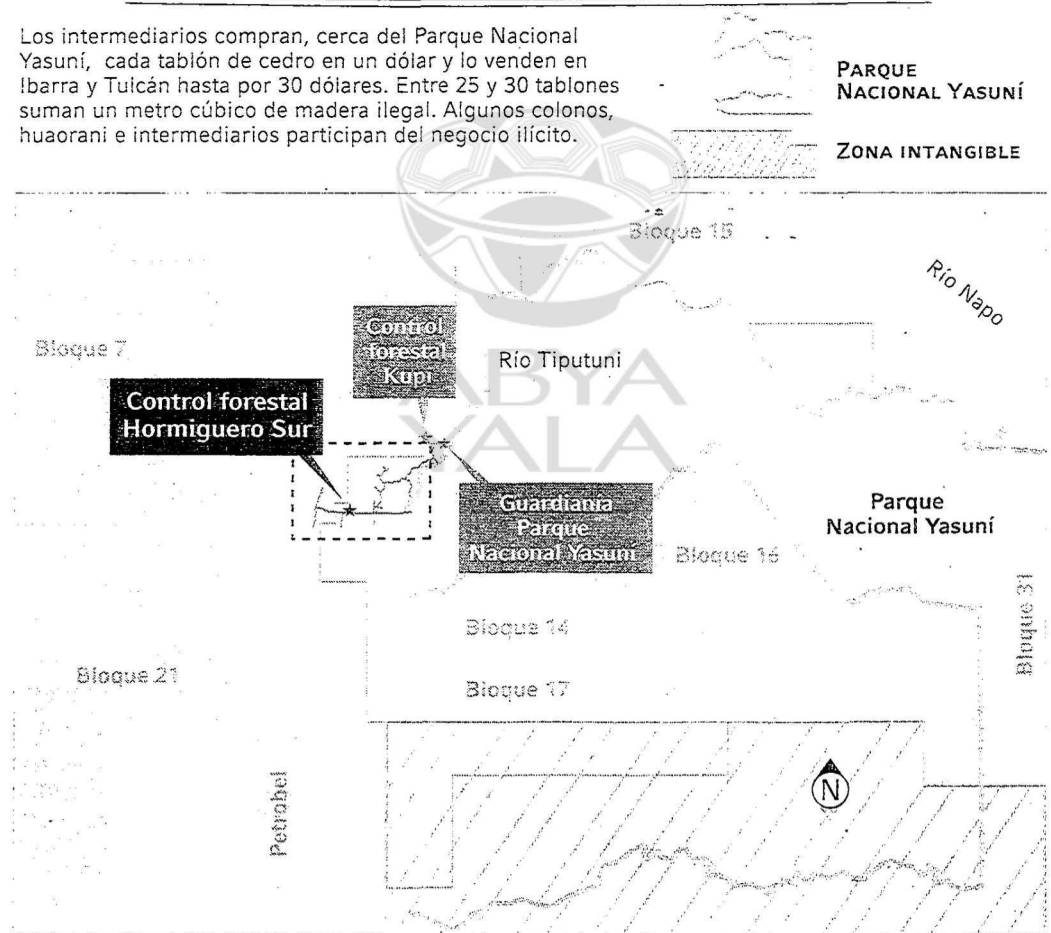 Los intermediarios compran, cerca del Parque Nacional
Yasuní, cada tablón de cedro en un dólar y lo venden en
Ibarra y Tulcán hasta por 30 dólares. Entre 25 y 30 tablones
suman un metro cúbico de madera ilegal. Algunos colonos,
huaorani e intermediarios participan del negocio ilícito.
PARQUE
NACIONAL YASUNÍ
ZONA INTANGIBLE
Bloque 15
Río Napo
Bloque 7
Control
forestal
Kupi
Río Tiputuni
ABYA
YALA
Control forestal
Hormiguero Sur
Guardianía
Parque
Nacional Yasuní
Parque
Nacional Yasuní
Bloque 16
Bloque 31
Bloque 14
Bloque 21
Bloque 17
Petrobel
N